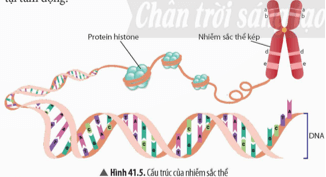 tại tâm động.
Chân trời sáng tạo
Protein histone
Nhiễm sắc thể kép
DNA
▲ Hình 41.5. Cấu trúc của nhiễm sắc thể